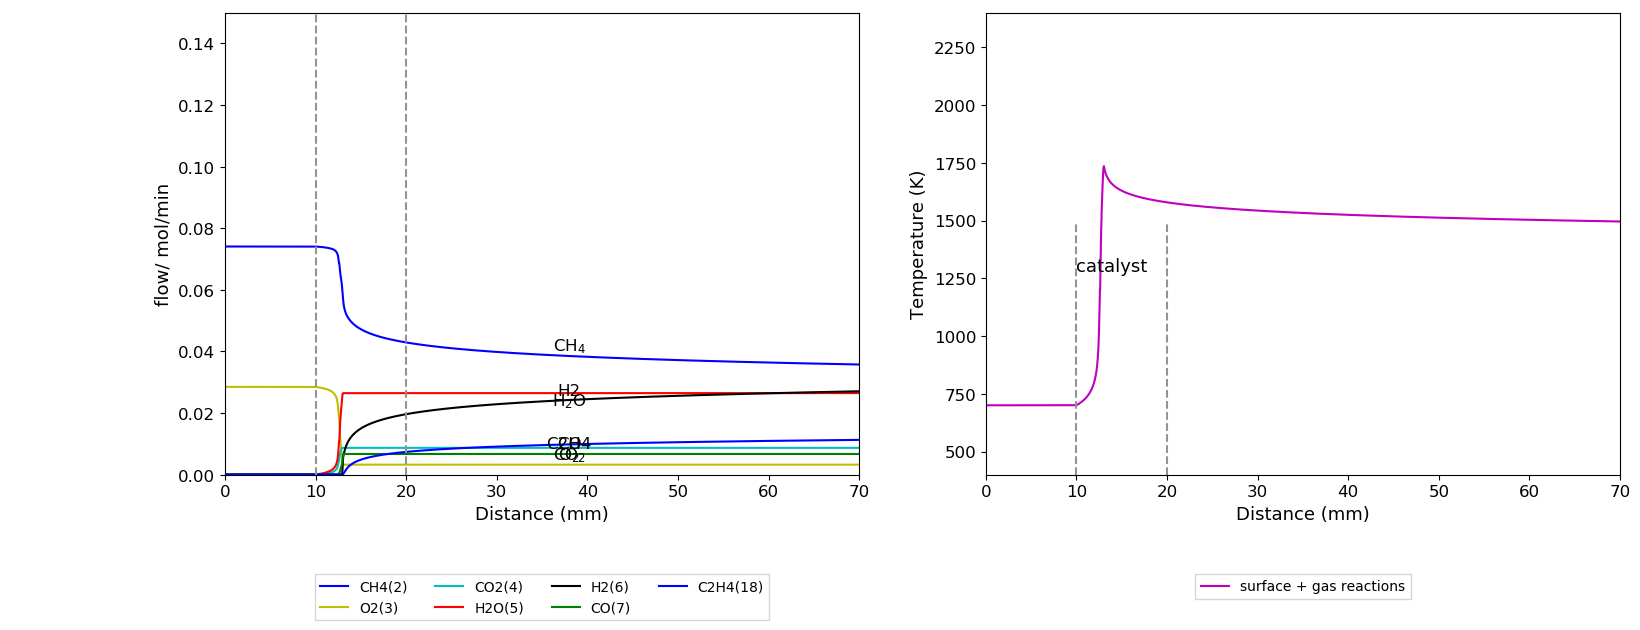 0.14
0.12
0.10
0.08
0.06
0.04
0.02
0.00
flow/ mol/min
CH4
H2
H2O
C2H4
0 10 20 30 40 50 60 70
Distance (mm)
CH4(2) CO2(4) H2(6) C2H4(18)
O2(3) H2O(5) CO(7)
2250
2000
1750
1500
1250
1000
750
500
Temperature (K)
catalyst
0 10 20 30 40 50 60 70
Distance (mm)
surface + gas reactions